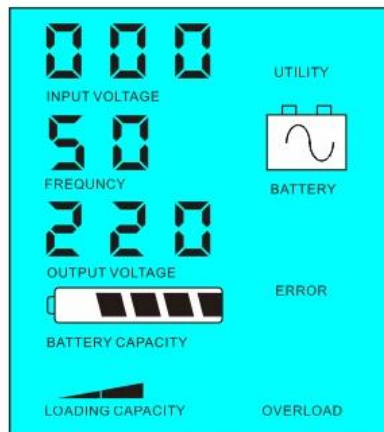 000
UTILITY
INPUT VOLTAGE
50
FREQUNCY
BATTERY
220
OUTPUT VOLTAGE
ERROR
BATTERY CAPACITY
LOADING CAPACITY
OVERLOAD